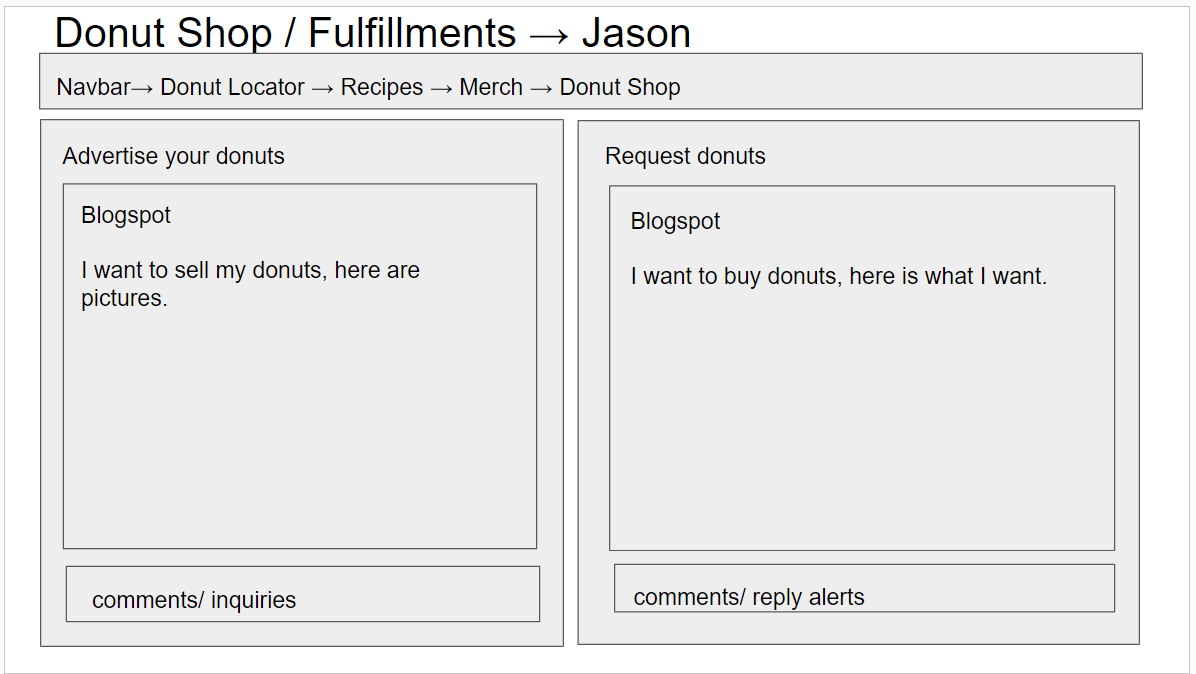 Donut Shop / Fulfillments → Jason
Navbar→ Donut Locator → Recipes → Merch → Donut Shop
Advertise your donuts
Blogspot
I want to sell my donuts, here are
pictures.
comments/ inquiries
Request donuts
Blogspot
I want to buy donuts, here is what I want.
comments/ reply alerts